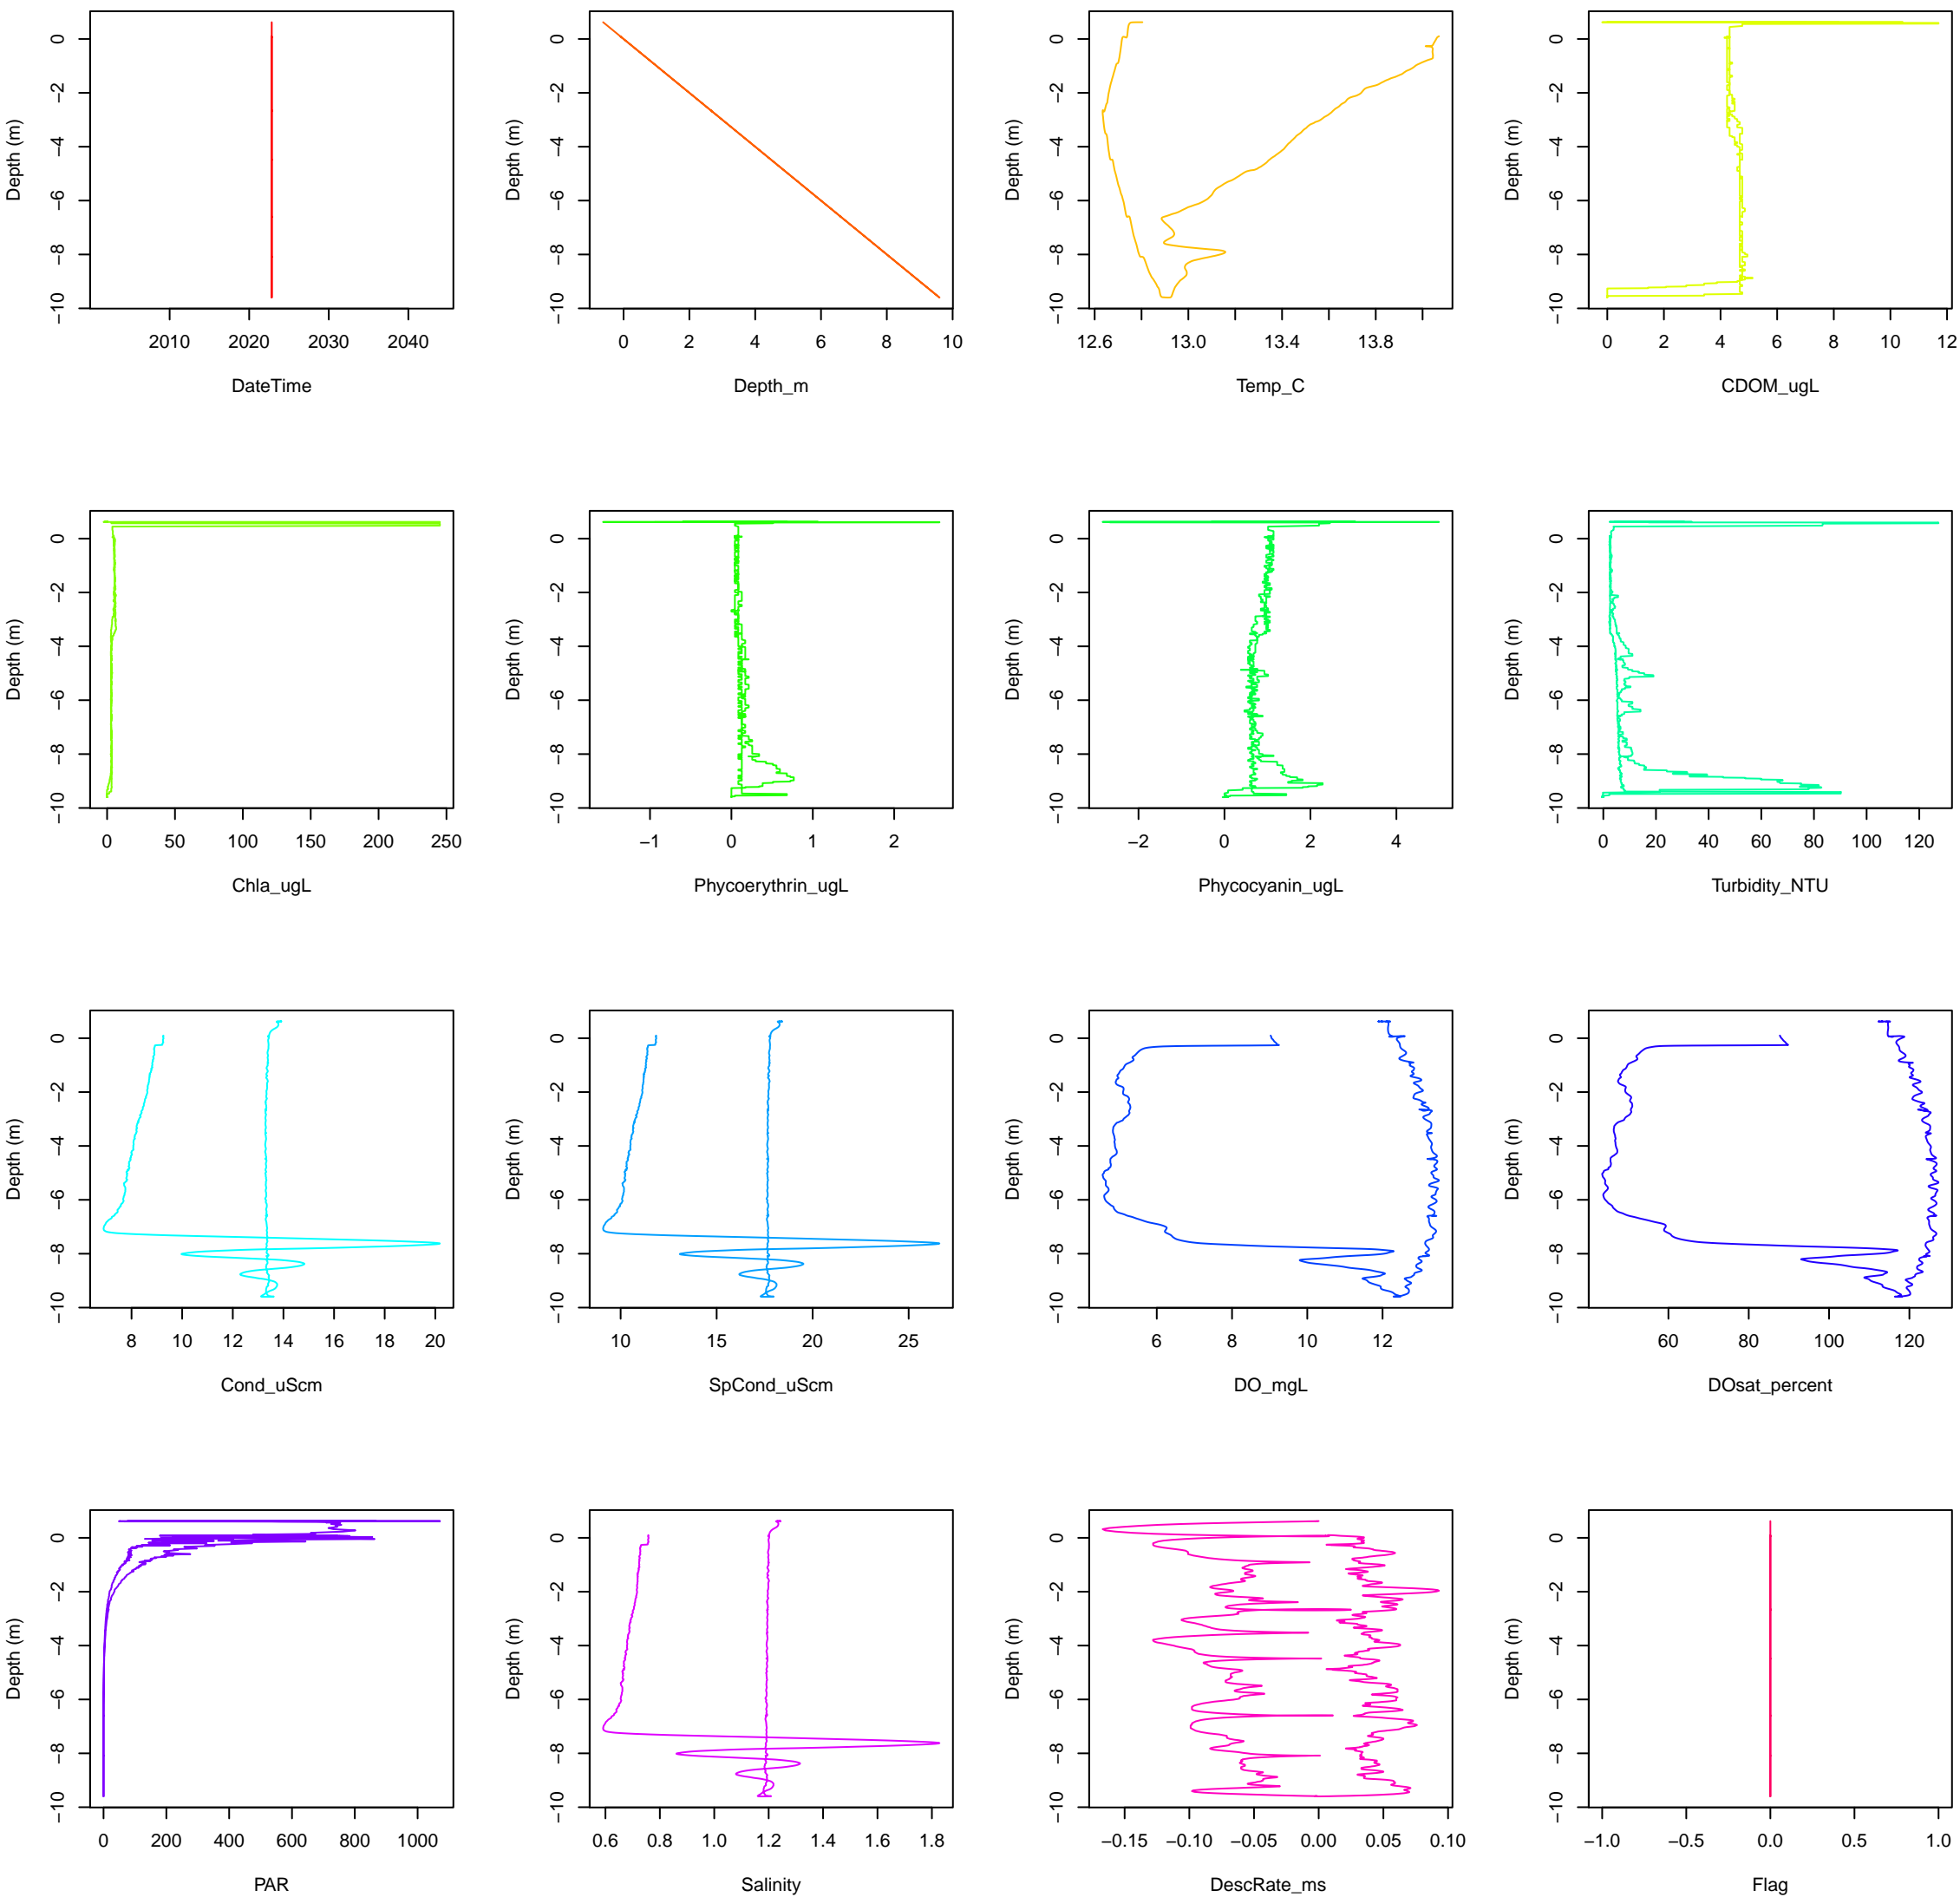 Depth (m)
0
−2
−4
−6
−8
−10
2010 2020 2030 2040
DateTime
Depth (m)
0
−2
−4
−6
−8
−10
0 2 4 6 8 10
Depth_m
Depth (m)
0
−2
−4
−6
−8
−10
12.6 13.0 13.4 13.8
Temp_C
Depth (m)
0
−2
−4
−6
−8
−10
0 2 4 6 8 10 12
CDOM_ugL
Depth (m)
0
−2
−4
−6
−8
−10
0 50 100 150 200 250
Chla_ugL
Depth (m)
0
−2
−4
−6
−8
−10
−1 0 1 2
Phycoerythrin_ugL
Depth (m)
0
−2
−4
−6
−8
−10
−2 0 2 4
Phycocyanin_ugL
Depth (m)
0
−2
−4
−6
−8
−10
0 20 40 60 80 100 120
Turbidity_NTU
Depth (m)
0
−2
−4
−6
−8
−10
8 10 12 14 16 18 20
Cond_uScm
Depth (m)
0
−2
−4
−6
−8
−10
10 15 20 25
SpCond_uScm
Depth (m)
0
−2
−4
−6
−8
−10
6 8 10 12
DO_mgL
Depth (m)
0
−2
−4
−6
−8
−10
60 80 100 120
DOsat_percent
Depth (m)
0
−2
−4
−6
−8
−10
0 200 400 600 800 1000
PAR
Depth (m)
0
−2
−4
−6
−8
−10
0.6 0.8 1.0 1.2 1.4 1.6 1.8
Salinity
Depth (m)
0
−2
−4
−6
−8
−10
−0.15 −0.10 −0.05 0.00 0.05 0.10
DescRate_ms
Depth (m)
0
−2
−4
−6
−8
−10
−1.0 −0.5 0.0 0.5 1.0
Flag